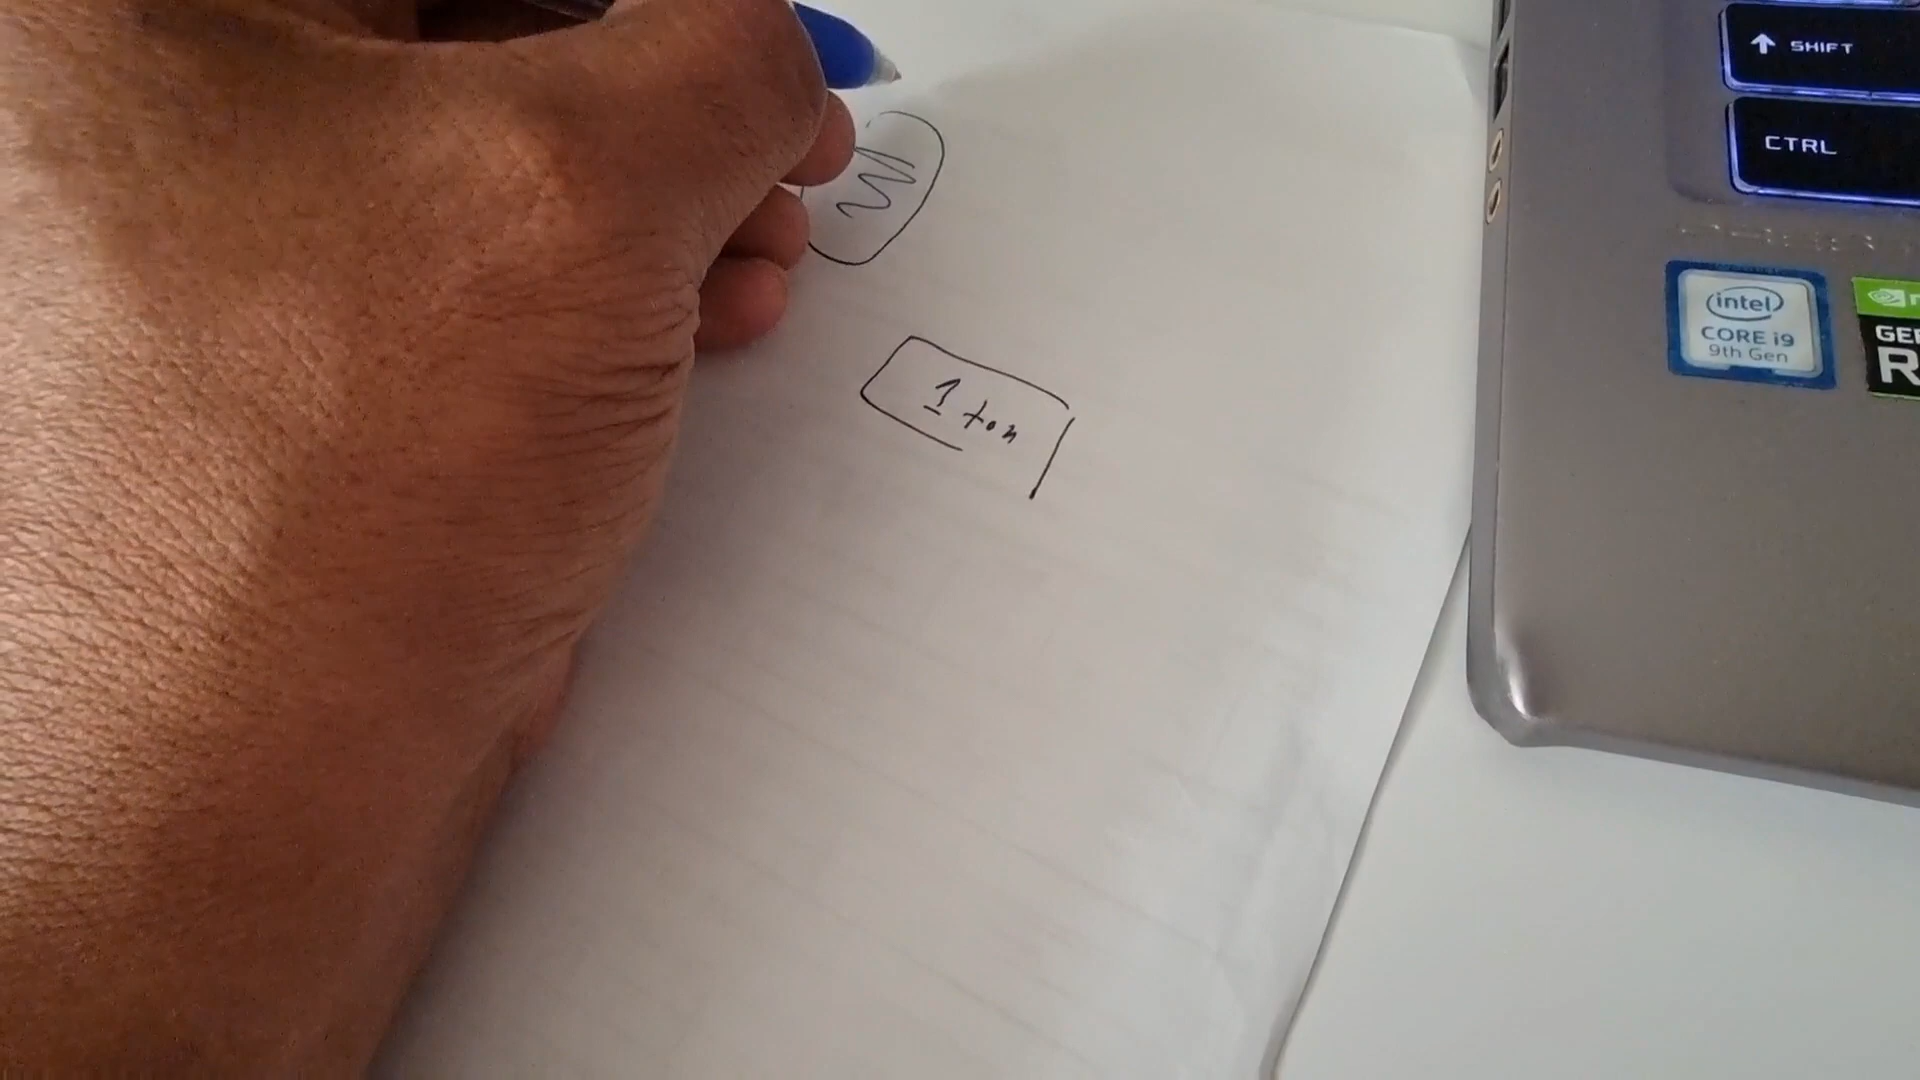 SHIFT
CTRL
intel
CORE i9
9th Gen
1 ton